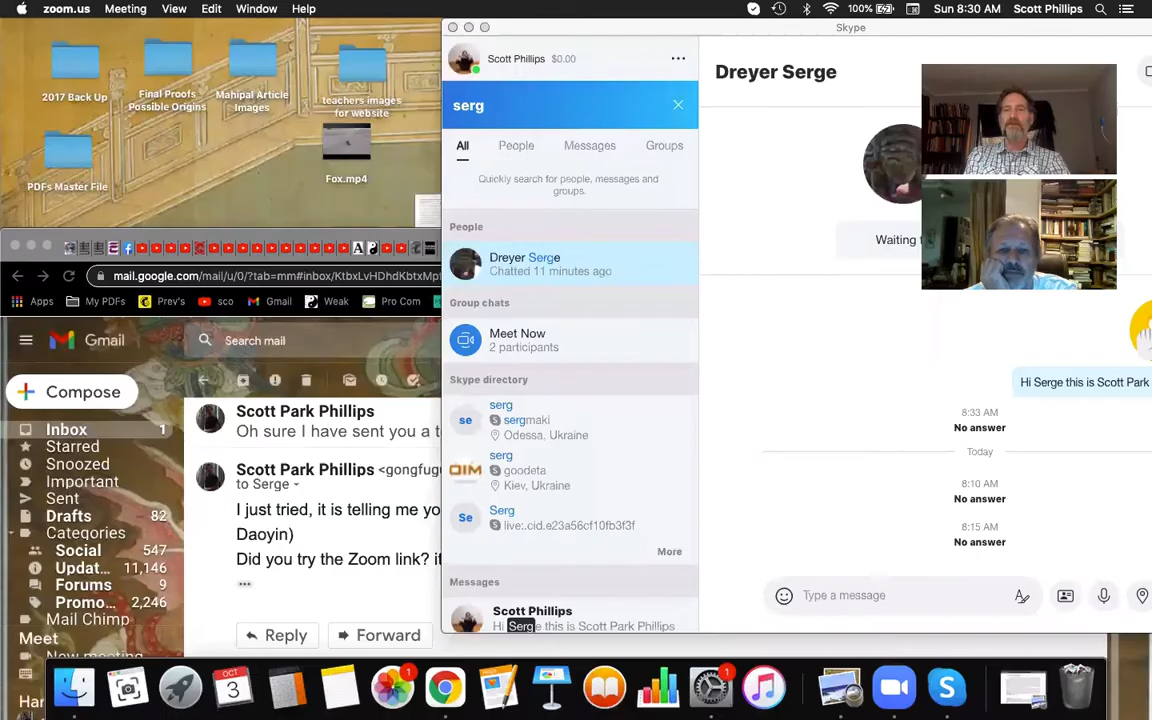 zoom.us Meeting View Edit Window Help 100% Sun 8:30 AM Scott Phillips
Skype
2017 Back Up
Final Proofs
Possible Origins
Mahipal Article
Images
teachers images
for website
PDFs Master File
Fox.mp4
mail.google.com/mail/u/0/?tab=mm#inbox/KtbxLvHDhdKbtxMpf
Apps My PDFs Prev's sco Gmail Weak Pro Com
Gmail
Search mail
Compose
Inbox 1
Starred
Snoozed
Important
Sent
Drafts 82
Categories
Social 547
Updat... 11,146
Forums 9
Promo... 2,246
Mail Chimp
Meet
New meeting
Scott Park Phillips
Oh sure I have sent you a
Scott Park Phillips <gongfug
to Serge
I just tried, it is telling me yo
Daoyin)
Did you try the Zoom link? i
Reply
Forward
Scott Phillips $0.00
serg
All People Messages Groups
Quickly search for people, messages and
groups.
People
Dreyer Serge
Chatted 11 minutes ago
Group chats
Meet Now
2 participants
Skype directory
se
serg
sergmaki
Odessa, Ukraine
OIM
serg
goodeta
Kiev, Ukraine
Se
Serg
live:.cid.e23a56cf10fb3f3f
More
Messages
Scott Phillips
Hi Serge this is Scott Park Phillips
Dreyer Serge
Waiting
Hi Serge this is Scott Park
8:33 AM
No answer
Today
8:10 AM
No answer
8:15 AM
No answer
Type a message
OCT
3
1
1